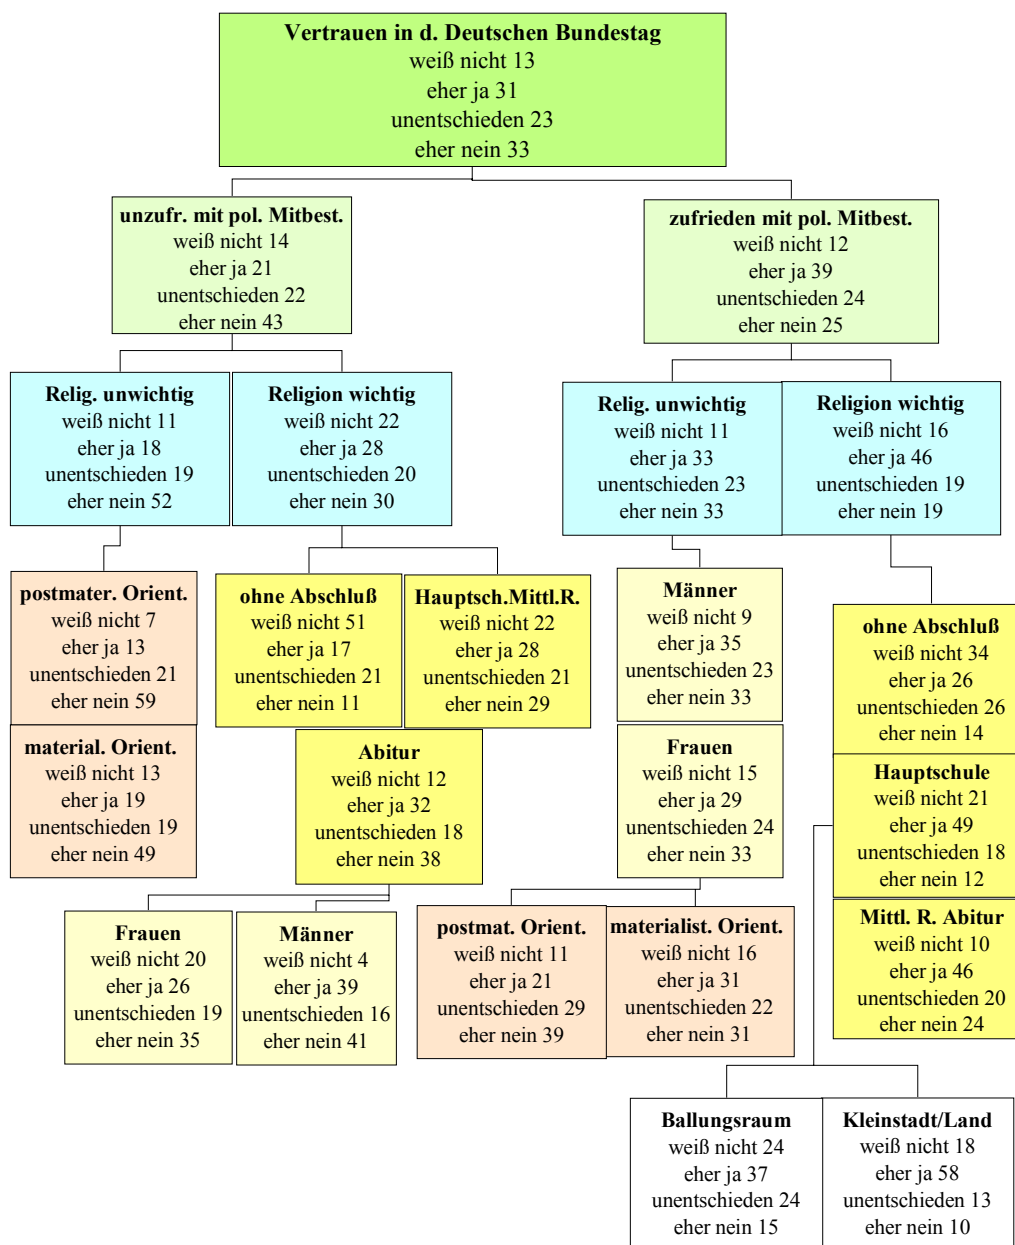 Vertrauen in d. Deutschen Bundestag
weiß nicht 13
eher ja 31
unentschieden 23
eher nein 33
unzufr. mit pol. Mitbest.
weiß nicht 14
eher ja 21
unentschieden 22
eher nein 43
zufrieden mit pol. Mitbest.
weiß nicht 12
eher ja 39
unentschieden 24
eher nein 25
Relig. unwichtig
weiß nicht 11
eher ja 18
unentschieden 19
eher nein 52
Religion wichtig
weiß nicht 22
eher ja 28
unentschieden 20
eher nein 30
Relig. unwichtig
weiß nicht 11
eher ja 33
unentschieden 23
eher nein 33
Religion wichtig
weiß nicht 16
eher ja 46
unentschieden 19
eher nein 19
postmater. Orient.
weiß nicht 7
eher ja 13
unentschieden 21
eher nein 59
material. Orient.
weiß nicht 13
eher ja 19
unentschieden 19
eher nein 49
ohne Abschluß
weiß nicht 51
eher ja 17
unentschieden 21
eher nein 11
Hauptsch.Mittl.R.
weiß nicht 22
eher ja 28
unentschieden 21
eher nein 29
Abitur
weiß nicht 12
eher ja 32
unentschieden 18
eher nein 38
Männer
weiß nicht 9
eher ja 35
unentschieden 23
eher nein 33
Frauen
weiß nicht 15
eher ja 29
unentschieden 24
eher nein 33
ohne Abschluß
weiß nicht 34
eher ja 26
unentschieden 26
eher nein 14
Hauptschule
weiß nicht 21
eher ja 49
unentschieden 18
eher nein 12
Mittl. R. Abitur
weiß nicht 10
eher ja 46
unentschieden 20
eher nein 24
Frauen
weiß nicht 20
eher ja 26
unentschieden 19
eher nein 35
Männer
weiß nicht 4
eher ja 39
unentschieden 16
eher nein 41
postmat. Orient.
weiß nicht 11
eher ja 21
unentschieden 29
eher nein 39
materialist. Orient.
weiß nicht 16
eher ja 31
unentschieden 22
eher nein 31
Ballungsraum
weiß nicht 24
eher ja 37
unentschieden 24
eher nein 15
Kleinstadt/Land
weiß nicht 18
eher ja 58
unentschieden 13
eher nein 10